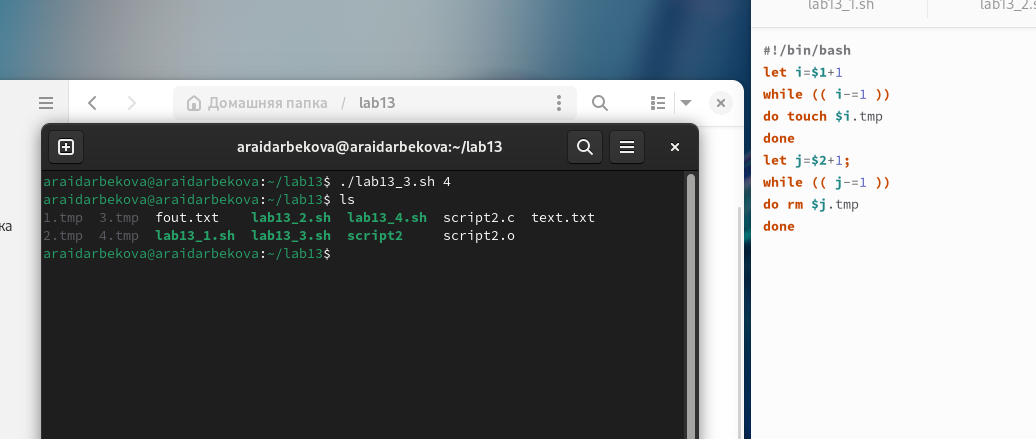 lab13_1.sh
lab13_2.s
#!/bin/bash
let i=$1+1
while (( i-=1 ))
do touch $i.tmp
done
let j=$2+1;
while (( j-=1 ))
do rm $j.tmp
done
Домашняя папка / lab13
ка
araidarbekova@araidarbekova:~/lab13
araidarbekova@araidarbekova:~/lab13$ ./lab13_3.sh 4
araidarbekova@araidarbekova:~/lab13$ ls
1.tmp 3.tmp fout.txt lab13_2.sh lab13_4.sh script2.c text.txt
2.tmp 4.tmp lab13_1.sh lab13_3.sh script2 script2.o
araidarbekova@araidarbekova:~/lab13$